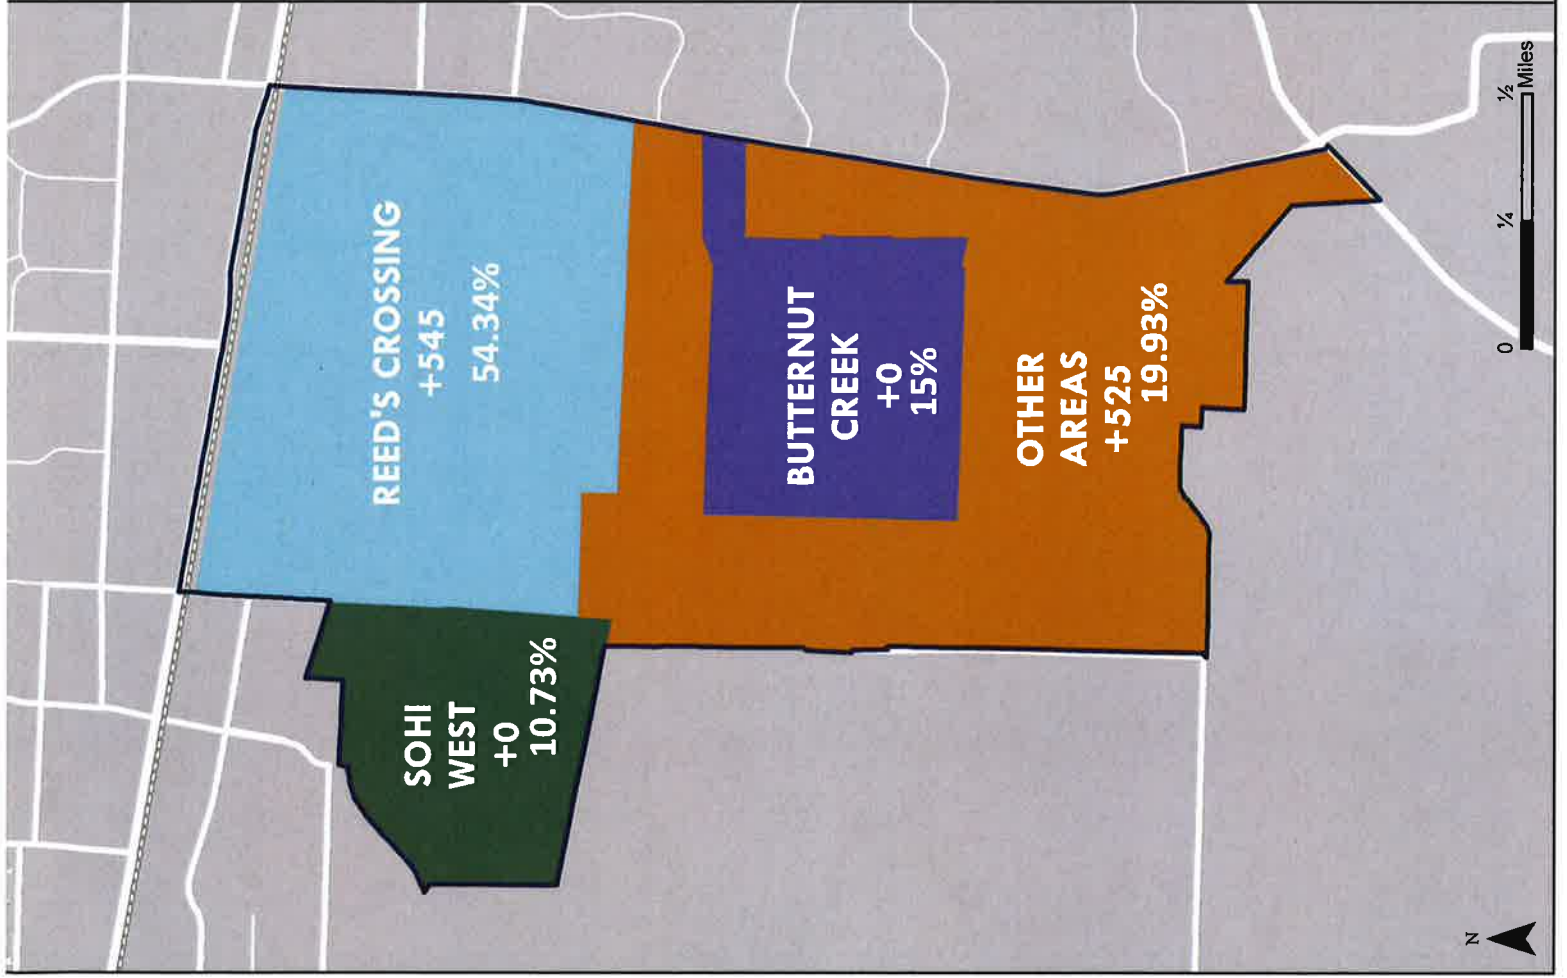 REED'S CROSSING
+545
54.34%
SOHI
WEST
+0
10.73%
BUTTERNUT
CREEK
+0
15%
OTHER
AREAS
+525
19.93%
N
0 ¼ ½
Miles